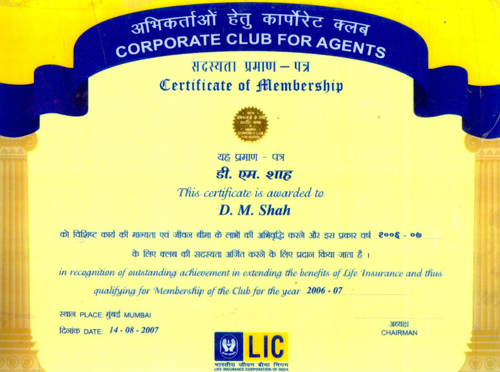 अभिकर्ताओं हेतु कार्पोरेट क्लब
CORPORATE CLUB FOR AGENTS
सदस्यता प्रमाण – पत्र
Certificate of Membership
यह प्रमाण - पत्र
डी. एम. शाह
This certificate is awarded to
D. M. Shah
को विशिष्ट कार्य की मान्यता एवं जीवन बीमा के लाभों की अभिवृद्धि करने और इस प्रकार वर्ष २००६ - ०७
के लिए क्लब की सदस्यता अर्जित करने के लिए प्रदान किया जाता है ।
in recognition of outstanding achievement in extending the benefits of Life Insurance and thus
qualifying for Membership of the Club for the year 2006 - 07
स्थान PLACE: मुंबई MUMBAI
दिनांक DATE: 14 - 08 - 2007
अध्यक्ष
CHAIRMAN
LIC
भारतीय जीवन बीमा निगम
LIFE INSURANCE CORPORATION OF INDIA